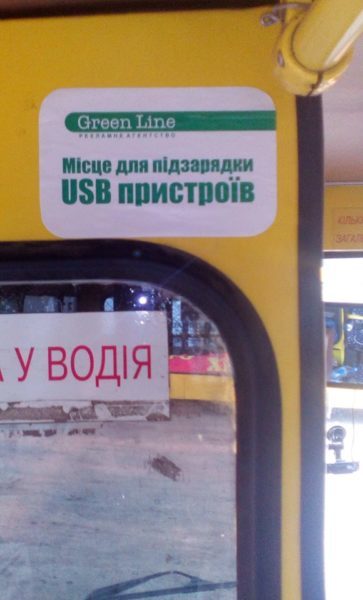 Green Line
РЕКЛАМНЕ АГЕНТСТВО
Місце для підзарядки
USB пристроїв
А У ВОДІЯ